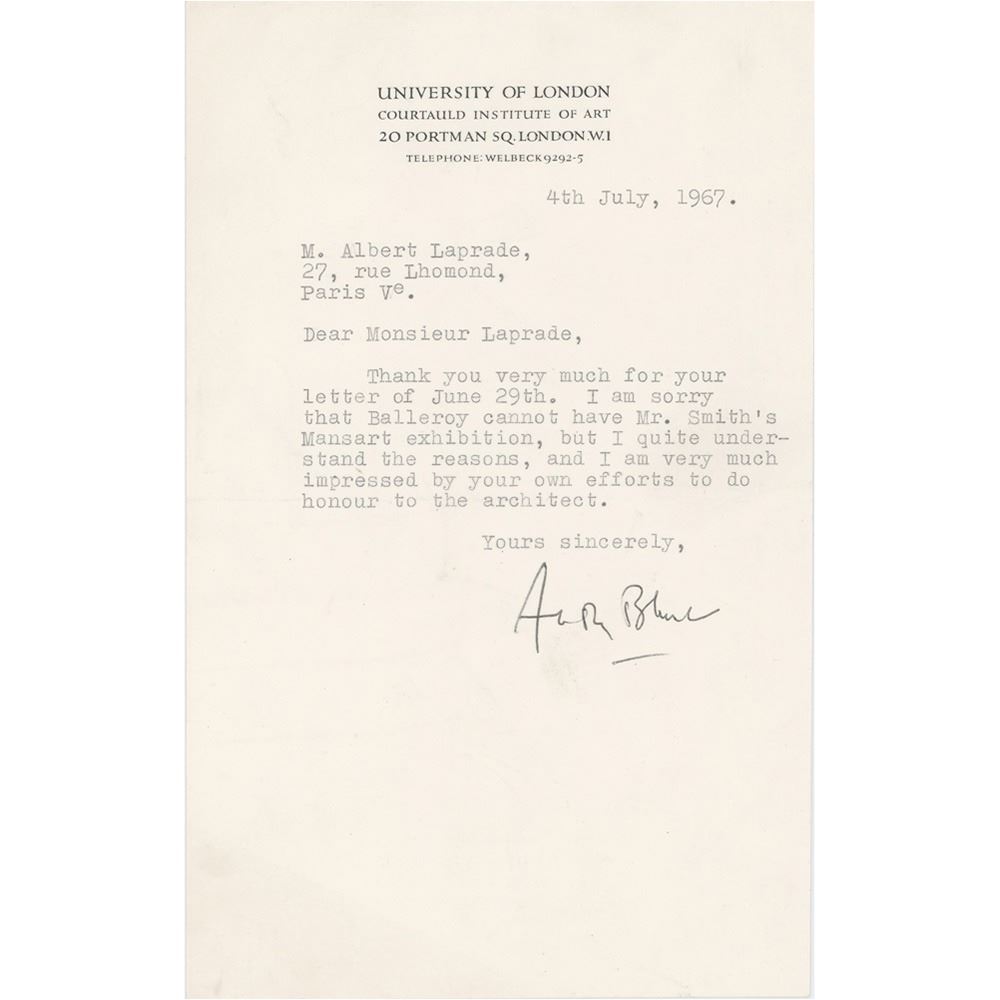 UNIVERSITY OF LONDON
COURTAULD INSTITUTE OF ART
20 PORTMAN SQ. LONDON.W.1
TELEPHONE: WELBECK 9292-5
4th July, 1967.
M. Albert Laprade,
27, rue Lhomond,
Paris Ve.
Dear Monsieur Laprade,
Thank you very much for your
letter of June 29th. I am sorry
that Balleroy cannot have Mr. Smith's
Mansart exhibition, but I quite under-
stand the reasons, and I am very much
impressed by your own efforts to do
honour to the architect.
Yours sincerely,
Anthony Blunt